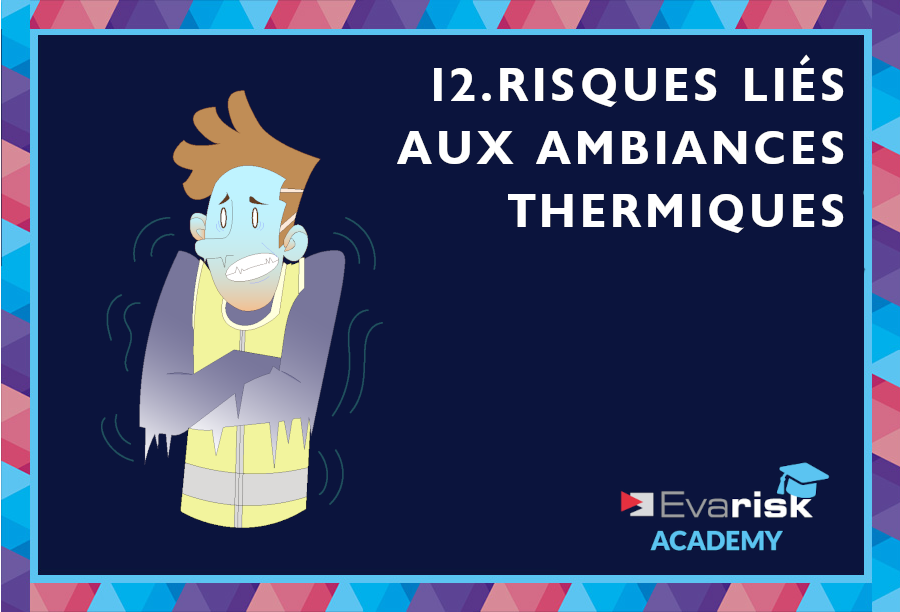 12.RISQUES LIÉS
AUX AMBIANCES
THERMIQUES
Evarisk
ACADEMY